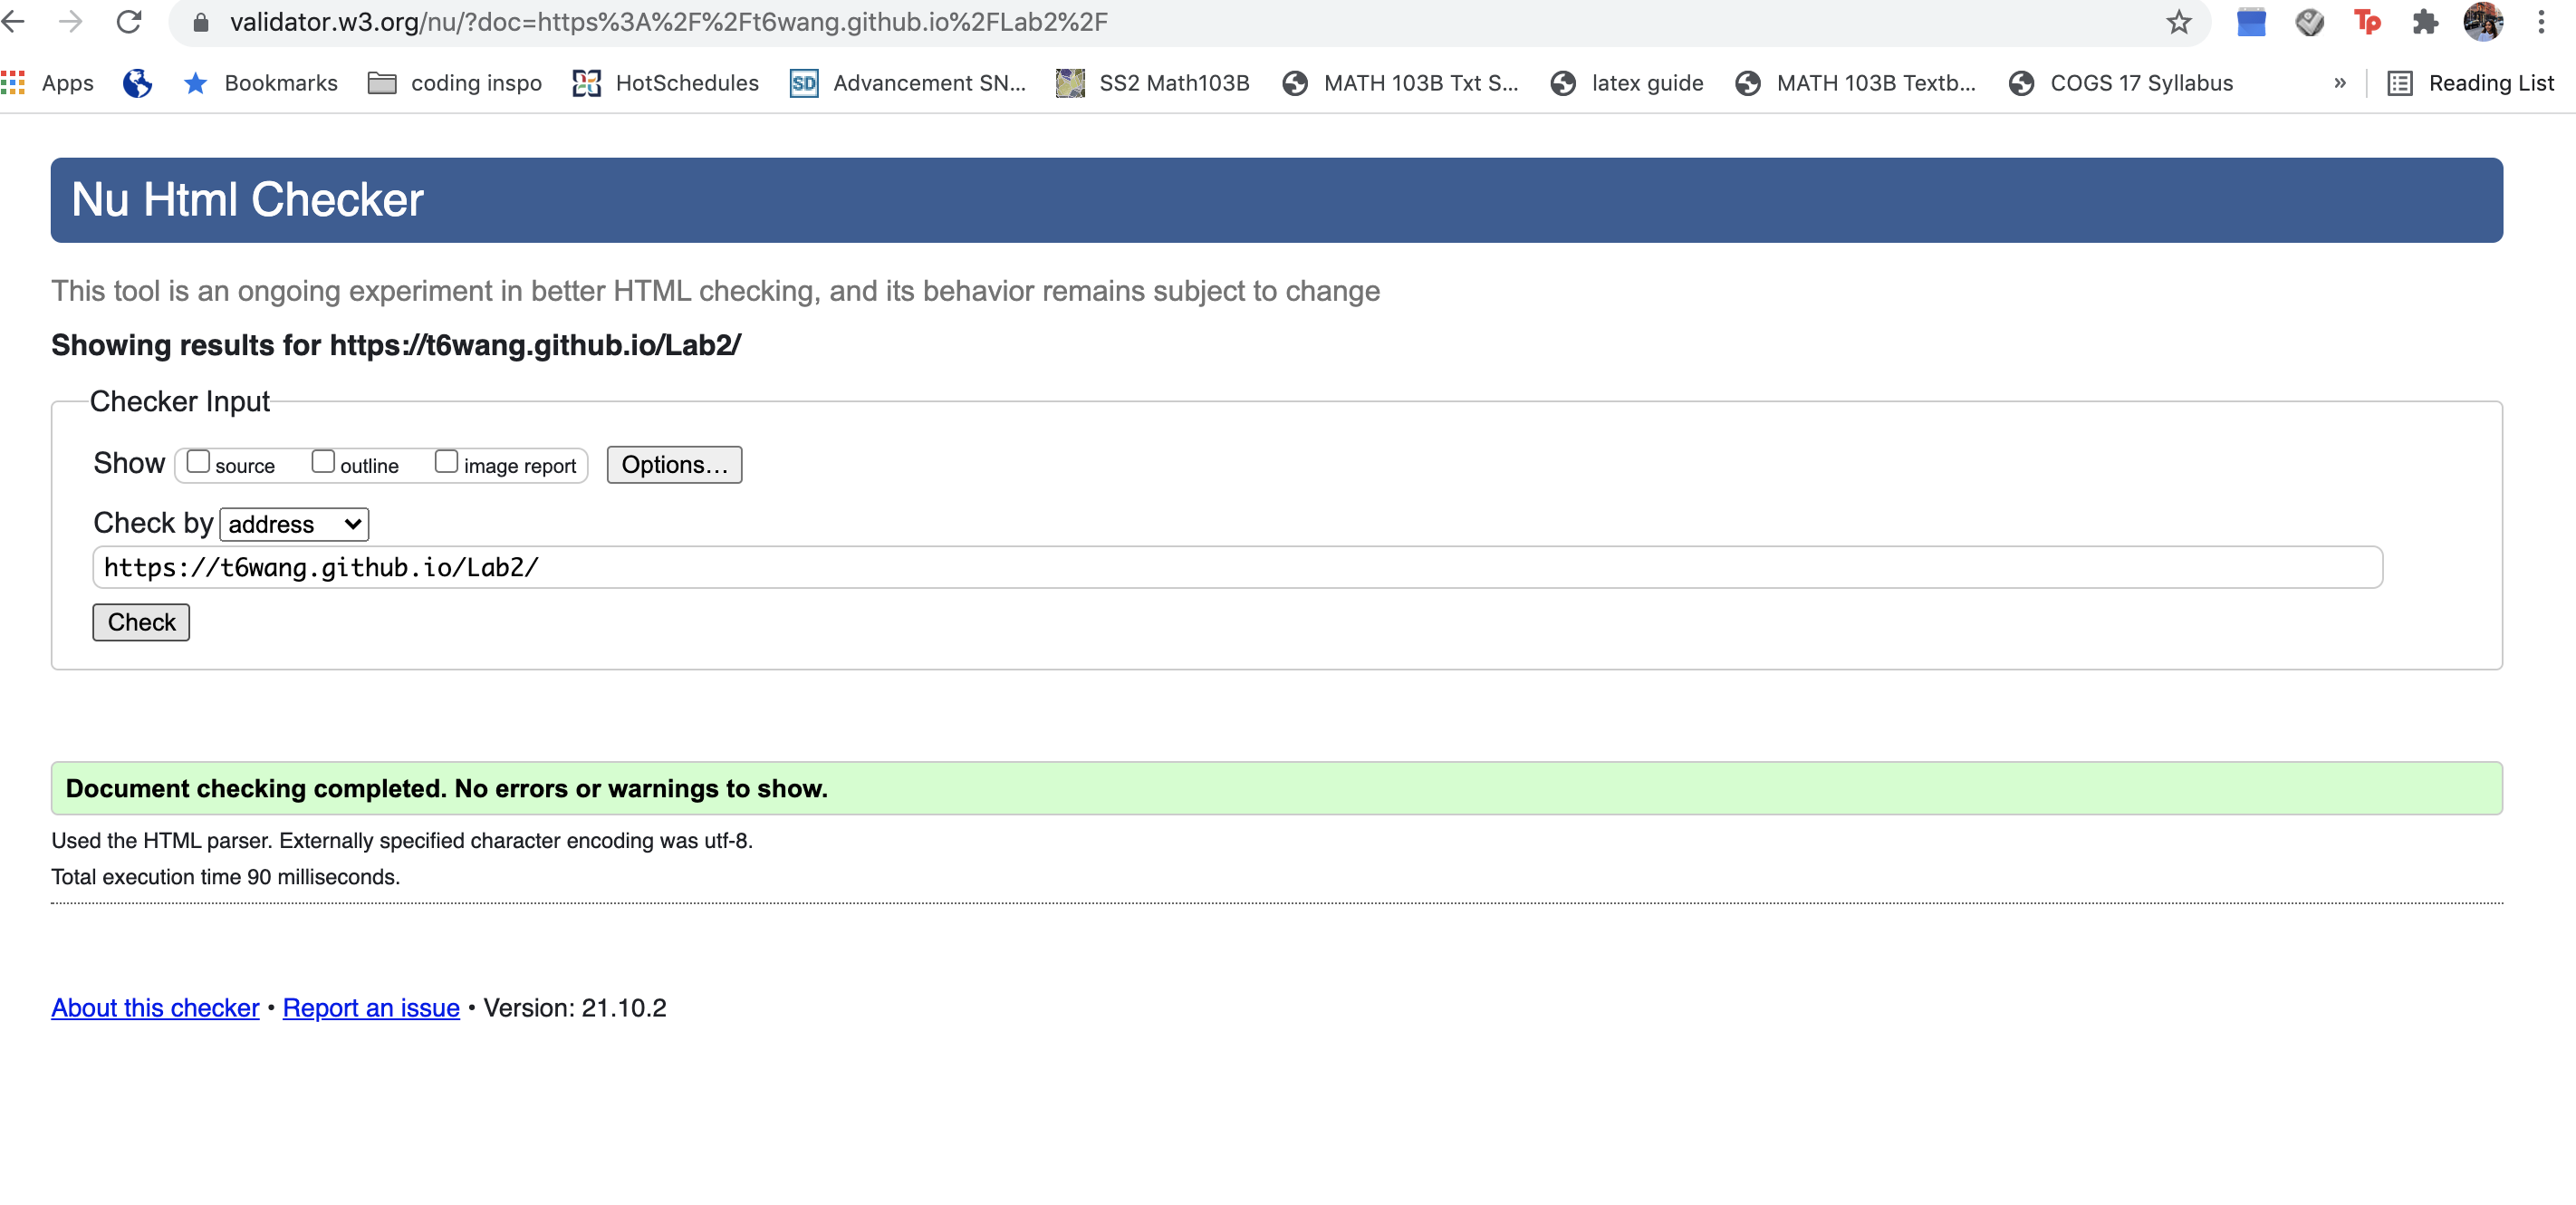 validator.w3.org/nu/?doc=https%3A%2F%2Ft6wang.github.io%2FLab2%2F
Tp
Apps Bookmarks coding inspo HotSchedules SD Advancement SN... SS2 Math103B MATH 103B Txt S... latex guide MATH 103B Textb... COGS 17 Syllabus » Reading List
Nu Html Checker
This tool is an ongoing experiment in better HTML checking, and its behavior remains subject to change
Showing results for https://t6wang.github.io/Lab2/
Checker Input
Show source outline image report Options...
Check by address
https://t6wang.github.io/Lab2/
Check
Document checking completed. No errors or warnings to show.
Used the HTML parser. Externally specified character encoding was utf-8.
Total execution time 90 milliseconds.
About this checker • Report an issue • Version: 21.10.2